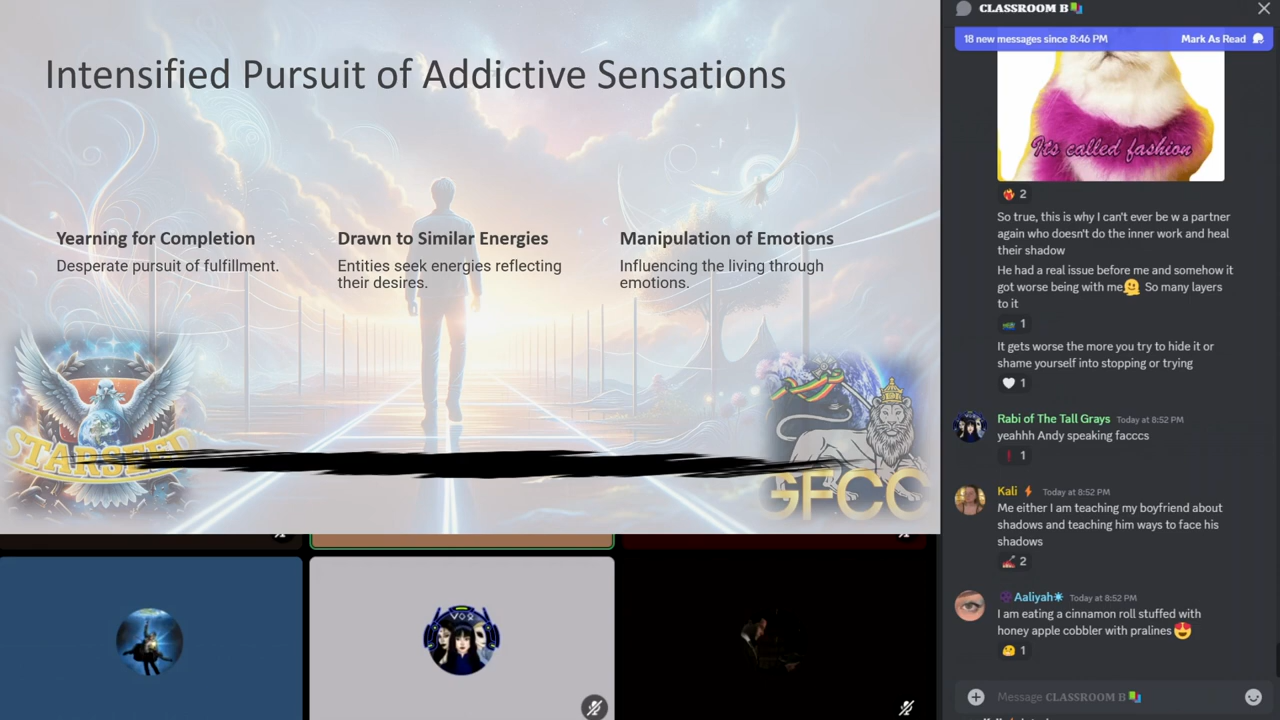 Intensified Pursuit of Addictive Sensations
Yearning for Completion
Desperate pursuit of fulfillment.
Drawn to Similar Energies
Entities seek energies reflecting
their desires.
Manipulation of Emotions
Influencing the living through
emotions.
STARSEED
GFCC
VOX
CLASSROOM B
18 new messages since 8:46 PM
Mark As Read
It's called fashion
2
So true, this is why I can't ever be w a partner
again who doesn't do the inner work and heal
their shadow
He had a real issue before me and somehow it
got worse being with me🫠 So many layers
to it
1
It gets worse the more you try to hide it or
shame yourself into stopping or trying
1
Rabi of The Tall Grays Today at 8:52 PM
yeahhh Andy speaking facccs
1
Kali Today at 8:52 PM
Me either I am teaching my boyfriend about
shadows and teaching him ways to face his
shadows
2
Aaliyah Today at 8:52 PM
I am eating a cinnamon roll stuffed with
honey apple cobbler with pralines😍
1
Message CLASSROOM B